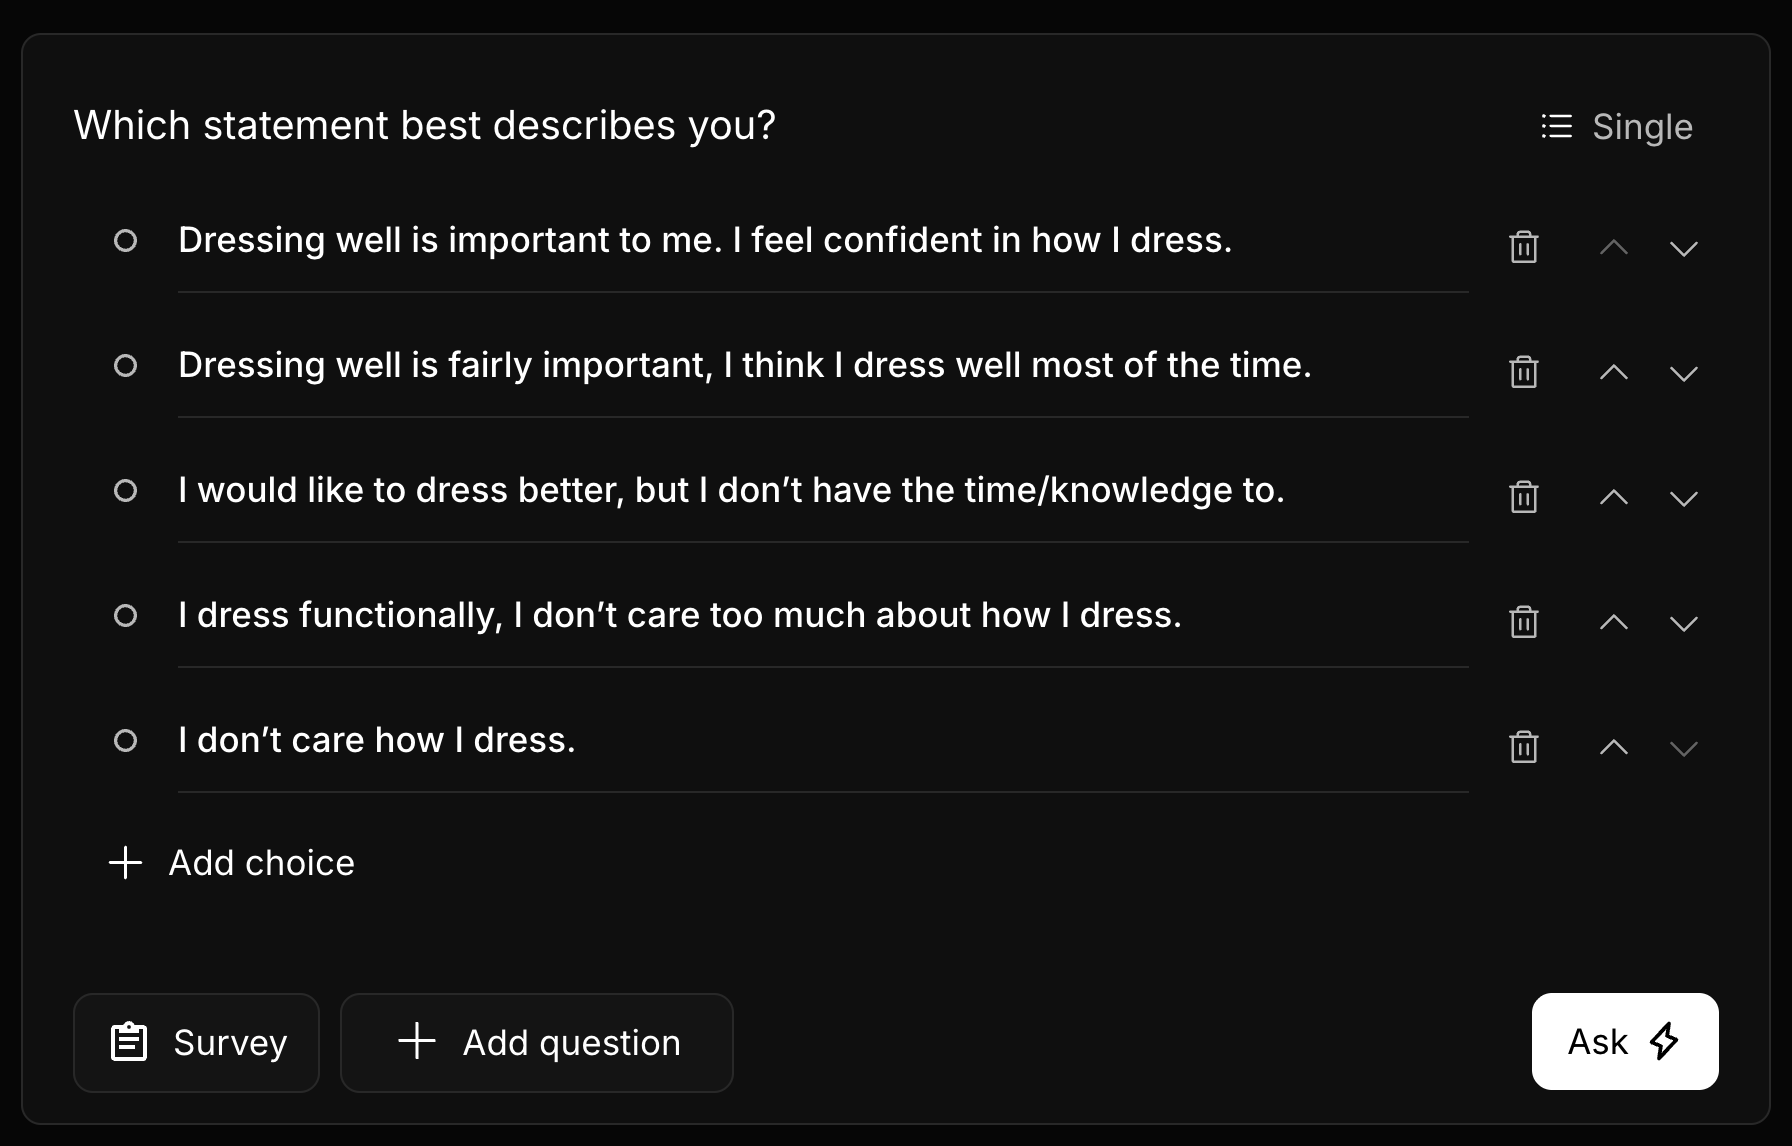 Which statement best describes you?
Single
Dressing well is important to me. I feel confident in how I dress.
Dressing well is fairly important, I think I dress well most of the time.
I would like to dress better, but I don’t have the time/knowledge to.
I dress functionally, I don’t care too much about how I dress.
I don’t care how I dress.
Add choice
Survey
Add question
Ask